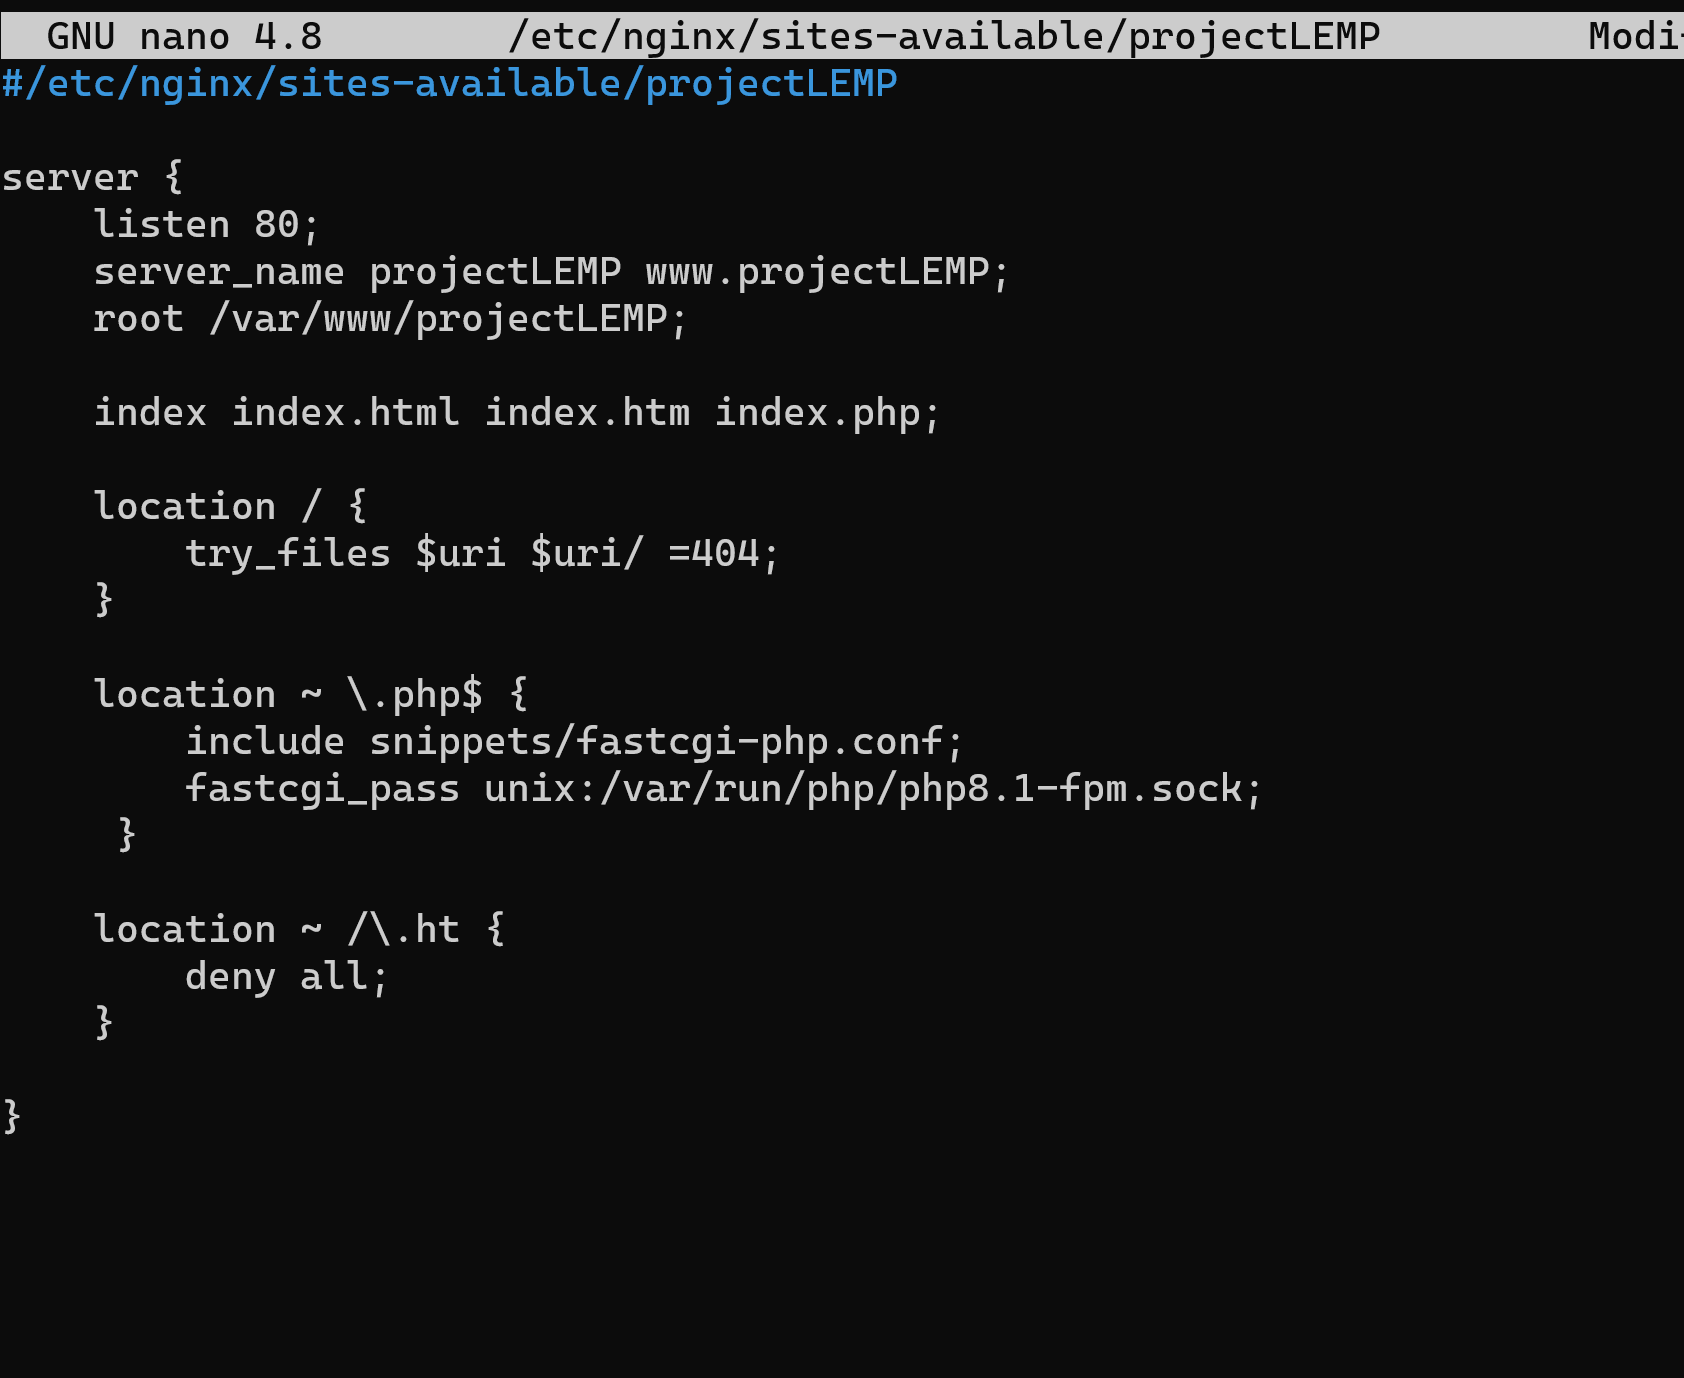 GNU nano 4.8 /etc/nginx/sites-available/projectLEMP Modi
#/etc/nginx/sites-available/projectLEMP
server {
listen 80;
server_name projectLEMP www.projectLEMP;
root /var/www/projectLEMP;
index index.html index.htm index.php;
location / {
try_files $uri $uri/ =404;
}
location ~ \.php$ {
include snippets/fastcgi-php.conf;
fastcgi_pass unix:/var/run/php/php8.1-fpm.sock;
}
location ~ /\.ht {
deny all;
}
}